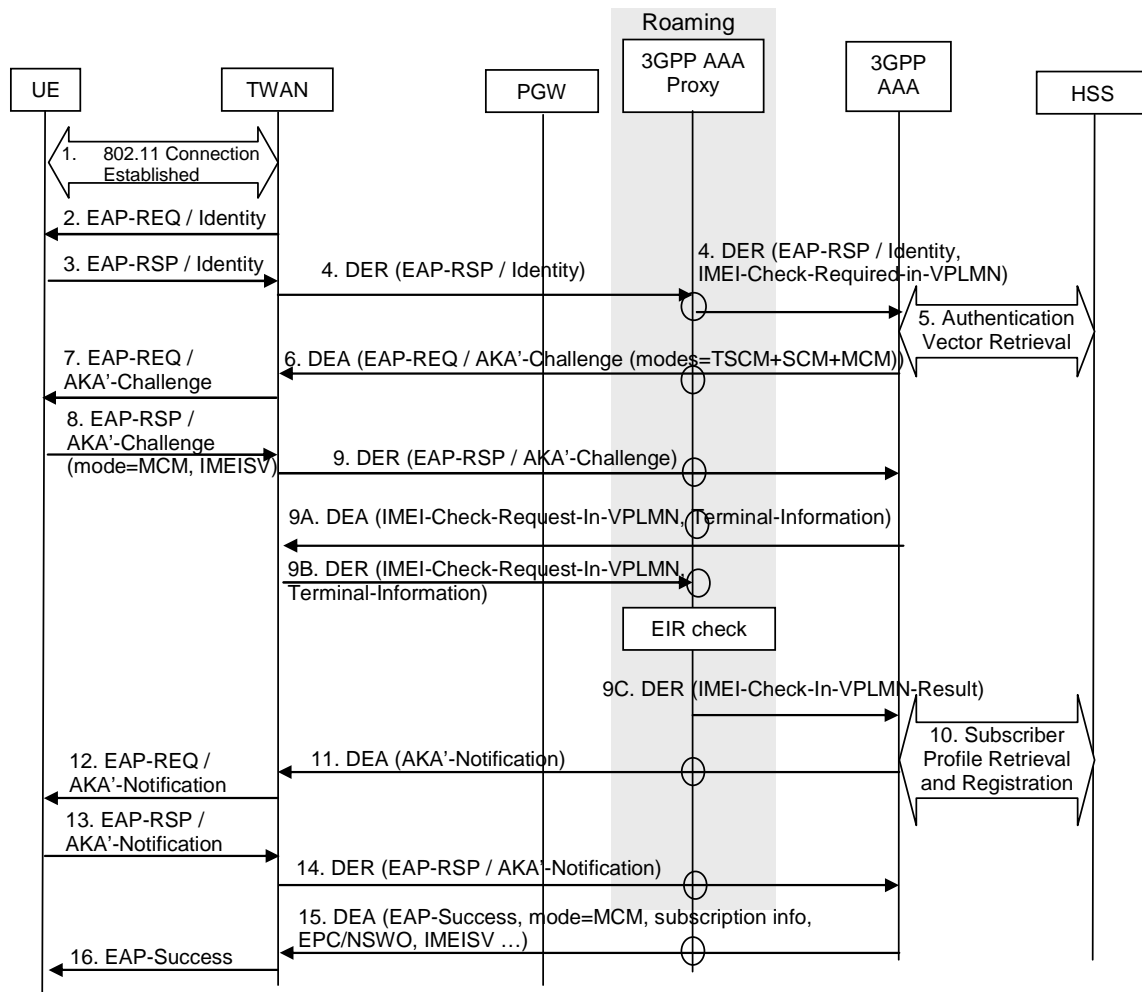 Roaming
UE
TWAN
PGW
3GPP AAA
Proxy
3GPP
AAA
HSS
1. 802.11 Connection
Established
2. EAP-REQ / Identity
3. EAP-RSP / Identity
4. DER (EAP-RSP / Identity)
4. DER (EAP-RSP / Identity,
IMEI-Check-Required-in-VPLMN)
5. Authentication
Vector Retrieval
6. DEA (EAP-REQ / AKA’-Challenge (modes=TSCM+SCM+MCM))
7. EAP-REQ /
AKA’-Challenge
8. EAP-RSP /
AKA’-Challenge
(mode=MCM, IMEISV)
9. DER (EAP-RSP / AKA’-Challenge)
9A. DEA (IMEI-Check-Request-In-VPLMN, Terminal-Information)
9B. DER (IMEI-Check-Request-In-VPLMN,
Terminal-Information)
EIR check
9C. DER (IMEI-Check-In-VPLMN-Result)
10. Subscriber
Profile Retrieval
and Registration
11. DEA (AKA’-Notification)
12. EAP-REQ /
AKA’-Notification
13. EAP-RSP /
AKA’-Notification
14. DER (EAP-RSP / AKA’-Notification)
15. DEA (EAP-Success, mode=MCM, subscription info,
EPC/NSWO, IMEISV …)
16. EAP-Success